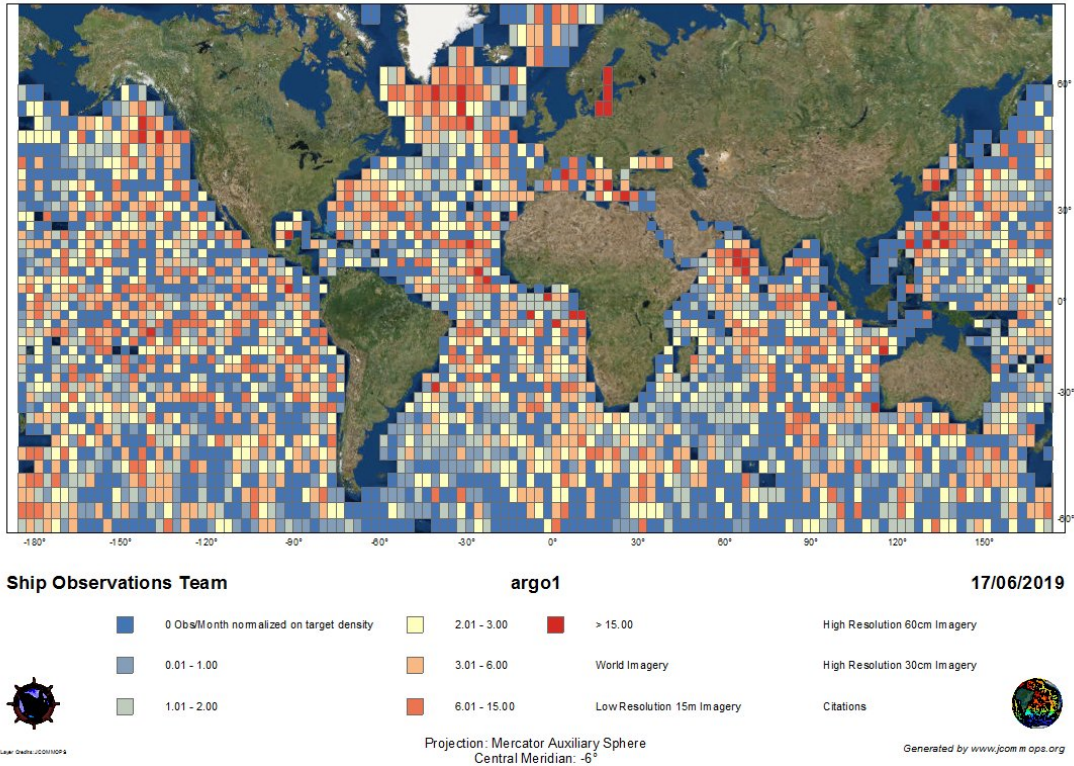 60°
30°
0°
-30°
-60°
-180° -150° -120° -90° -60° -30° 0° 30° 60° 90° 120° 150°
Ship Observations Team argo1 17/06/2019
0 Obs/Month normalized on target density 2.01 - 3.00 > 15.00 High Resolution 60cm Imagery
0.01 - 1.00 3.01 - 6.00 World Imagery High Resolution 30cm Imagery
1.01 - 2.00 6.01 - 15.00 Low Resolution 15m Imagery Citations
Projection: Mercator Auxiliary Sphere
Layer Credits: JCOMMOPS Generated by www.jcommops.org
Central Meridian: -6°